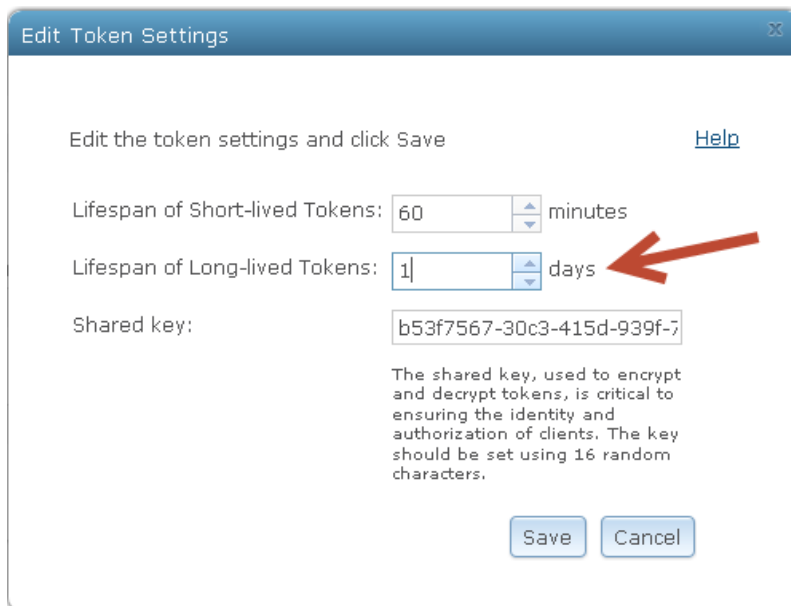 Edit Token Settings
x
Edit the token settings and click Save
Help
Lifespan of Short-lived Tokens: 60 minutes
Lifespan of Long-lived Tokens: 1 days
Shared key: b53f7567-30c3-415d-939f-7
The shared key, used to encrypt
and decrypt tokens, is critical to
ensuring the identity and
authorization of clients. The key
should be set using 16 random
characters.
Save Cancel